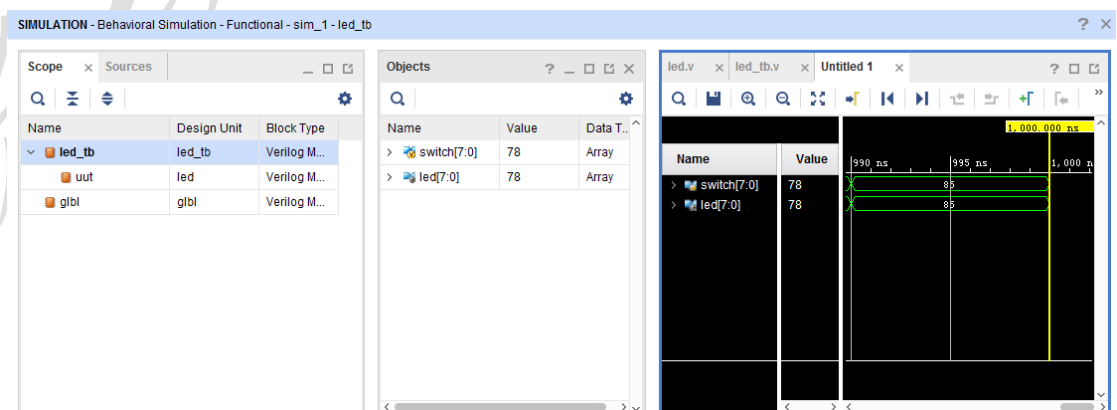 SIMULATION - Behavioral Simulation - Functional - sim_1 - led_tb
Scope Sources
Name Design Unit Block Type
led_tb led_tb Verilog M...
uut led Verilog M...
glbl glbl Verilog M...
Objects
Name Value Data T..
switch[7:0] 78 Array
led[7:0] 78 Array
led.v led_tb.v Untitled 1
1,000.000 ns
Name Value 990 ns 995 ns 1,000 n
switch[7:0] 78 85
led[7:0] 78 85